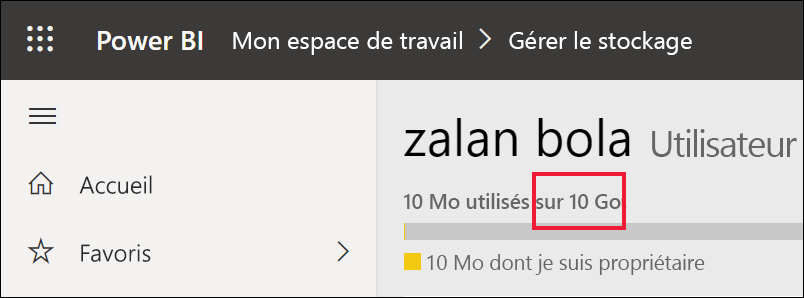 Power BI Mon espace de travail > Gérer le stockage
zalan bola Utilisateur
10 Mo utilisés sur 10 Go
Accueil
Favoris
10 Mo dont je suis propriétaire